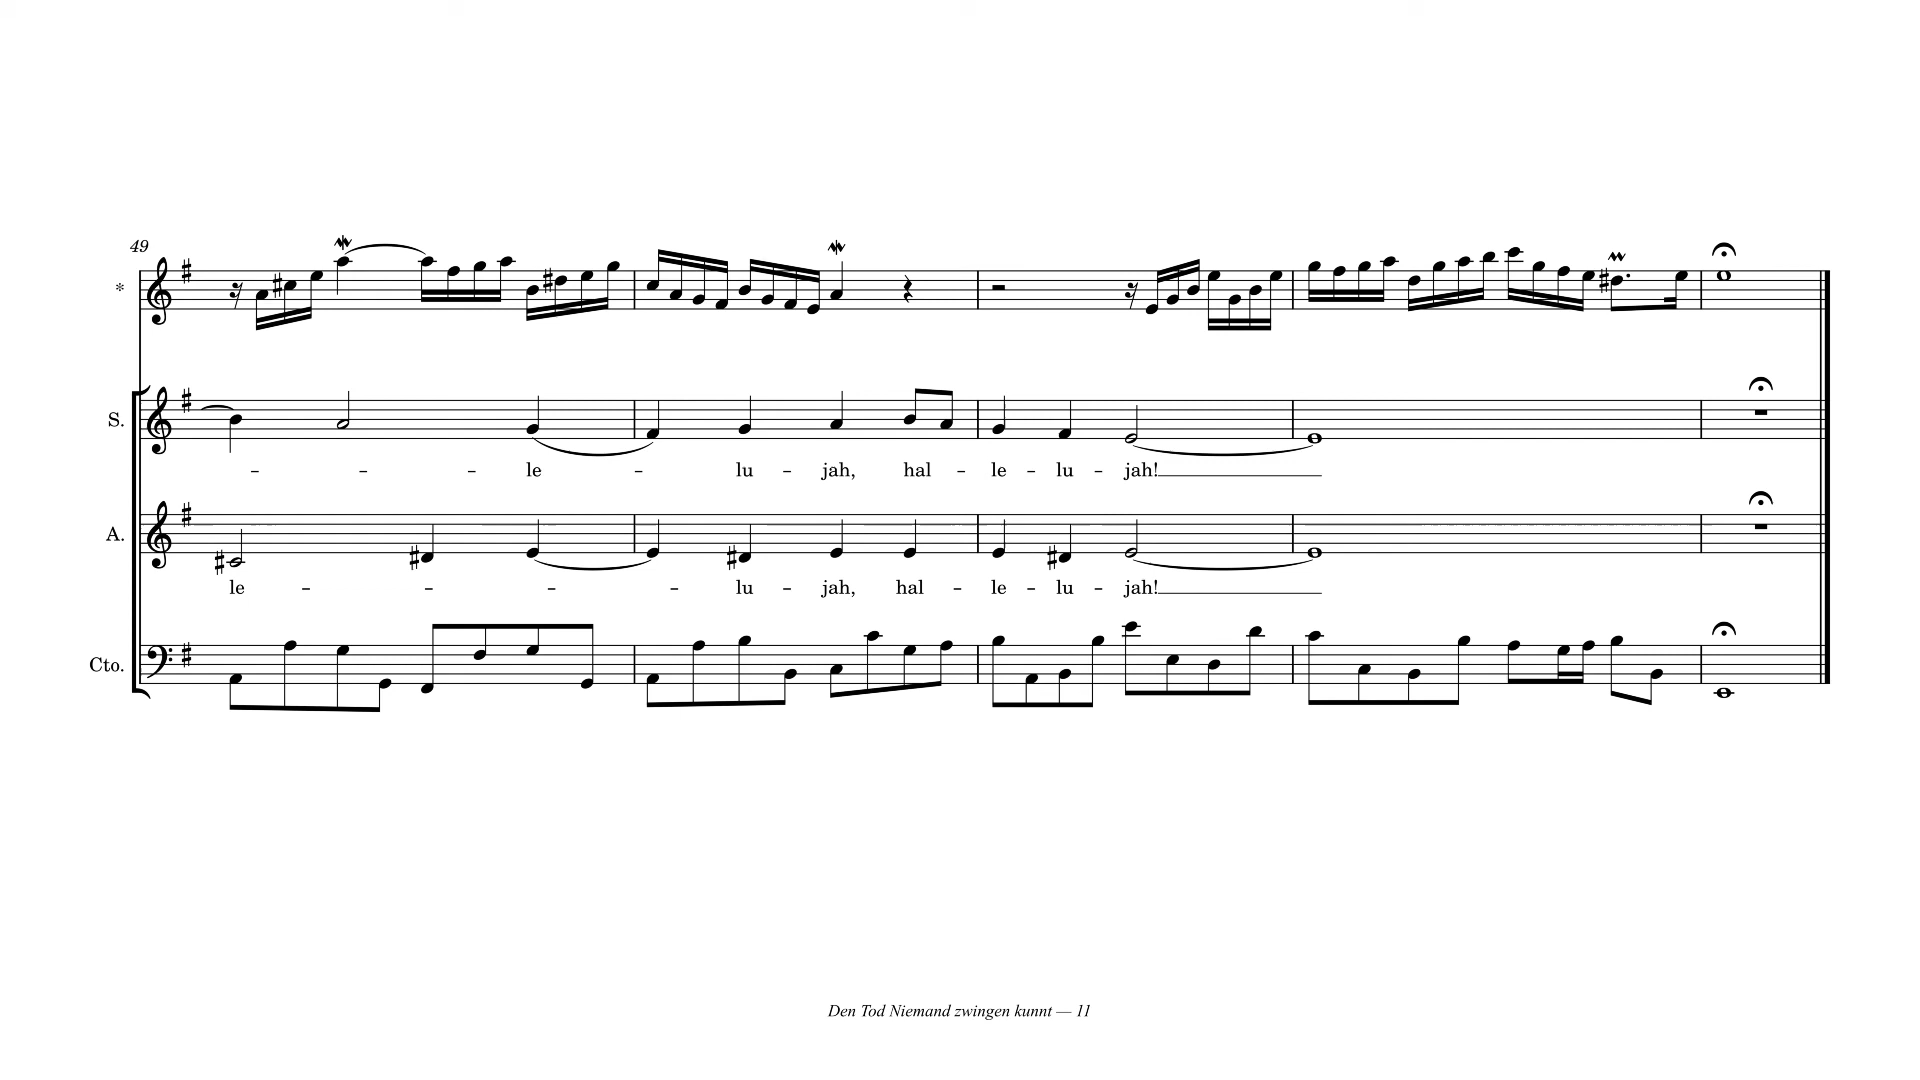 49
*
S.
- - - le - lu - jah, hal - le - lu - jah!
A.
le - - - - lu - jah, hal - le - lu - jah!
Cto.
Den Tod Niemand zwingen kunnt — 11